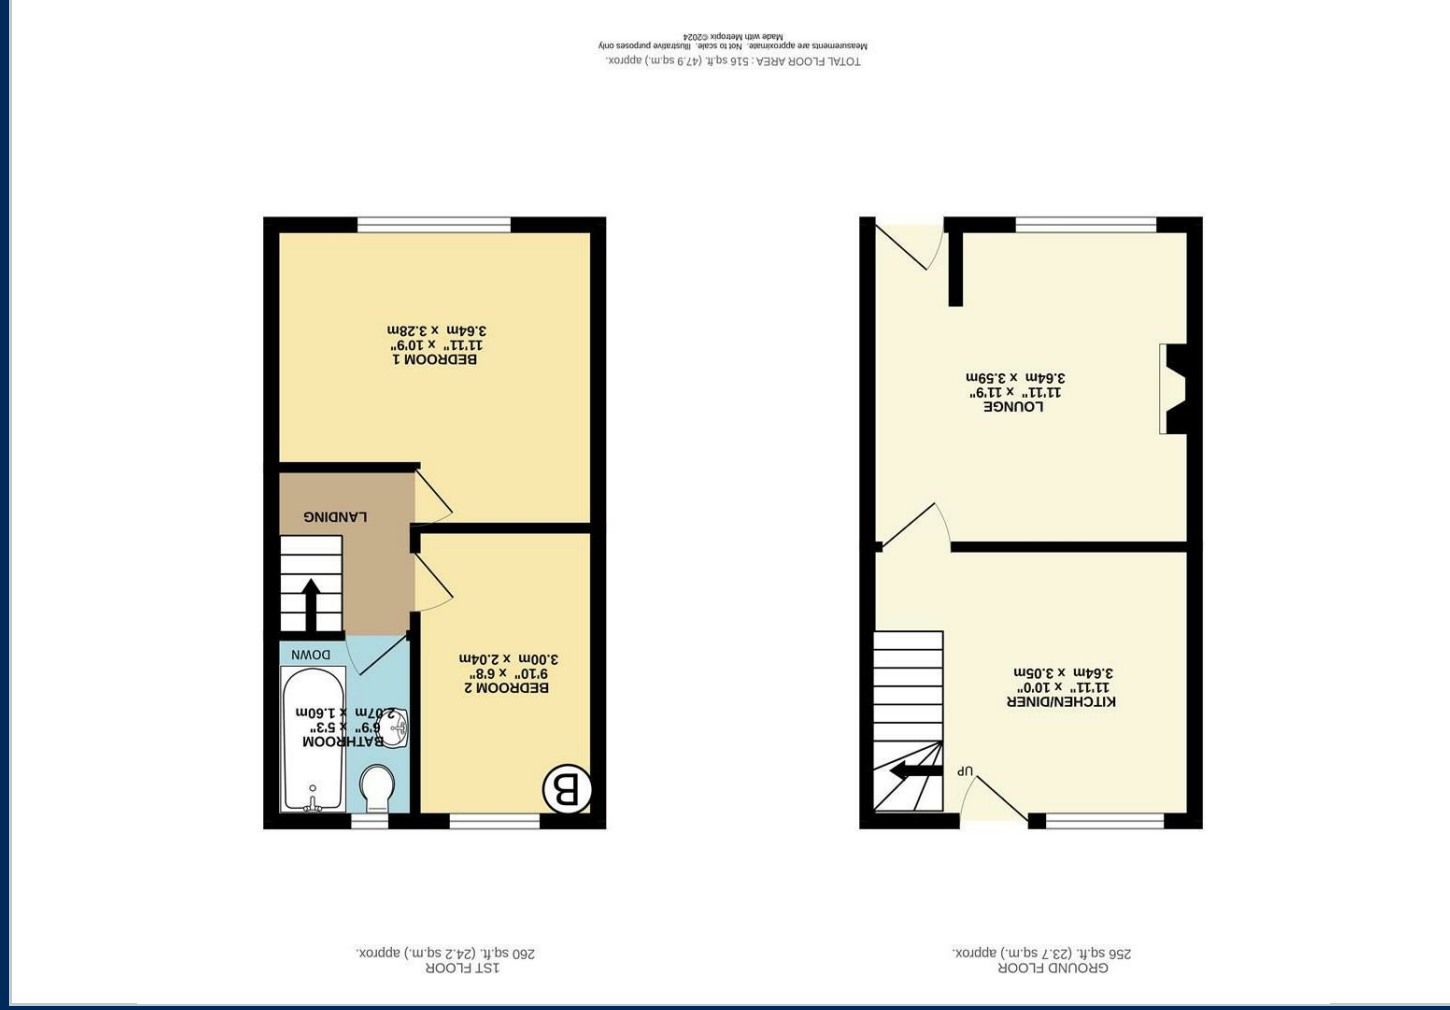 GROUND FLOOR
256 sq.ft. (23.7 sq.m.) approx.
1ST FLOOR
260 sq.ft. (24.2 sq.m.) approx.
UP
KITCHEN/DINER
11'11" x 10'0"
3.64m x 3.05m
LOUNGE
11'11" x 11'9"
3.64m x 3.59m
B
BATHROOM
6'9" x 5'3"
2.07m x 1.60m
BEDROOM 2
9'10" x 6'8"
3.00m x 2.04m
DOWN
LANDING
BEDROOM 1
11'11" x 10'9"
3.64m x 3.28m
TOTAL FLOOR AREA : 516 sq.ft. (47.9 sq.m.) approx.
Measurements are approximate. Not to scale. Illustrative purposes only
Made with Metropix ©2024